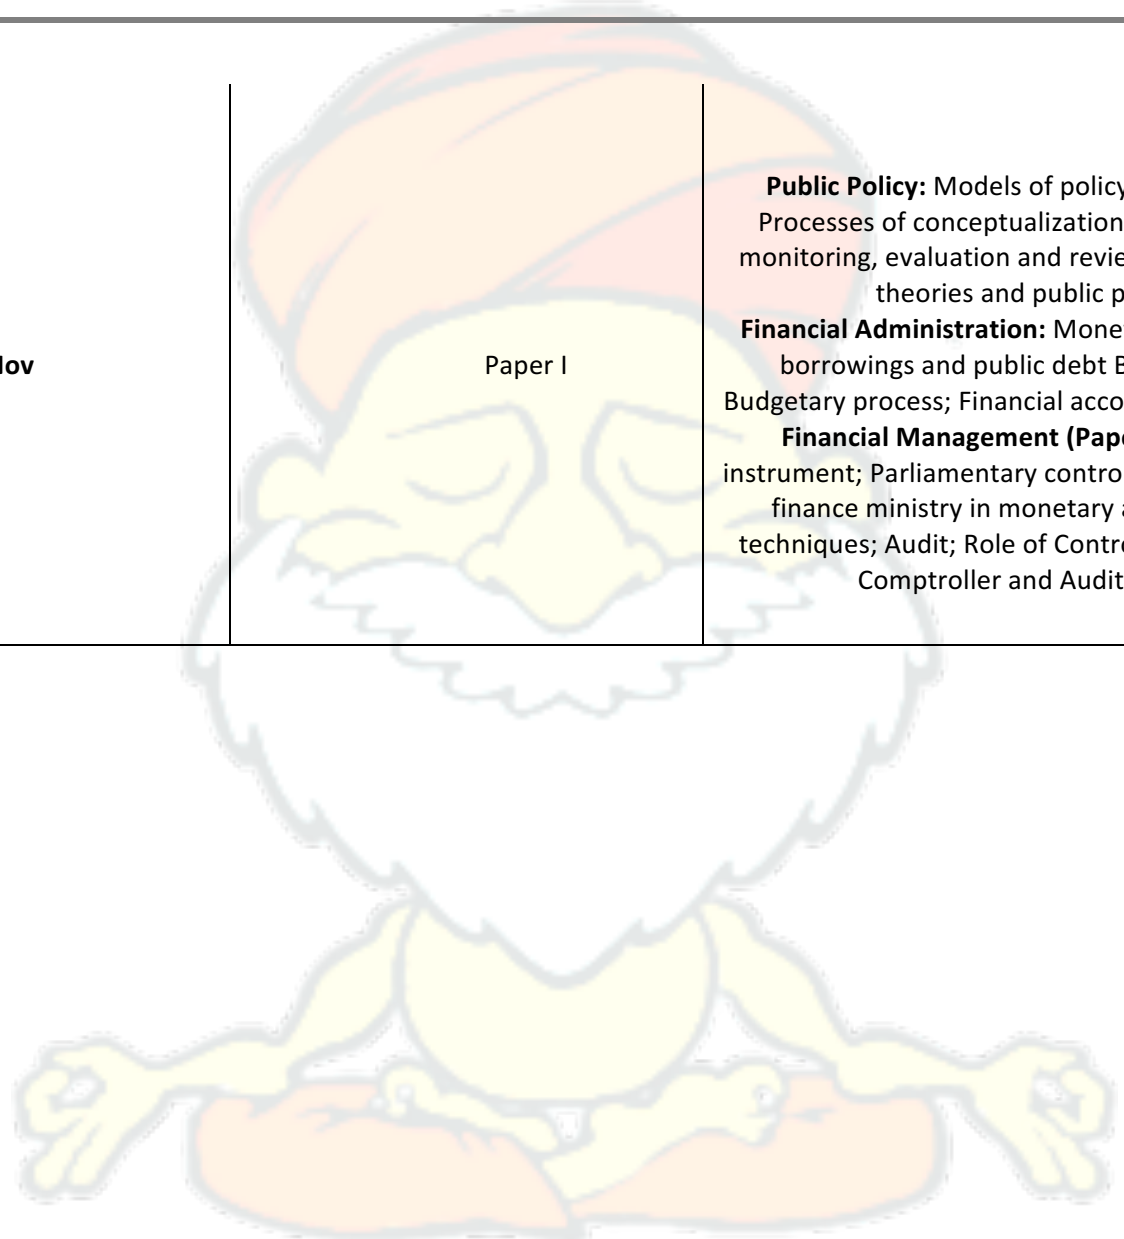 Public Policy: Models of policy
Processes of conceptualization
monitoring, evaluation and revie
theories and public p
Financial Administration: Mone
lov Paper I borrowings and public debt B
Budgetary process; Financial acco
Financial Management (Pape
instrument; Parliamentary contro
finance ministry in monetary a
techniques; Audit; Role of Contr
Comptroller and Audit